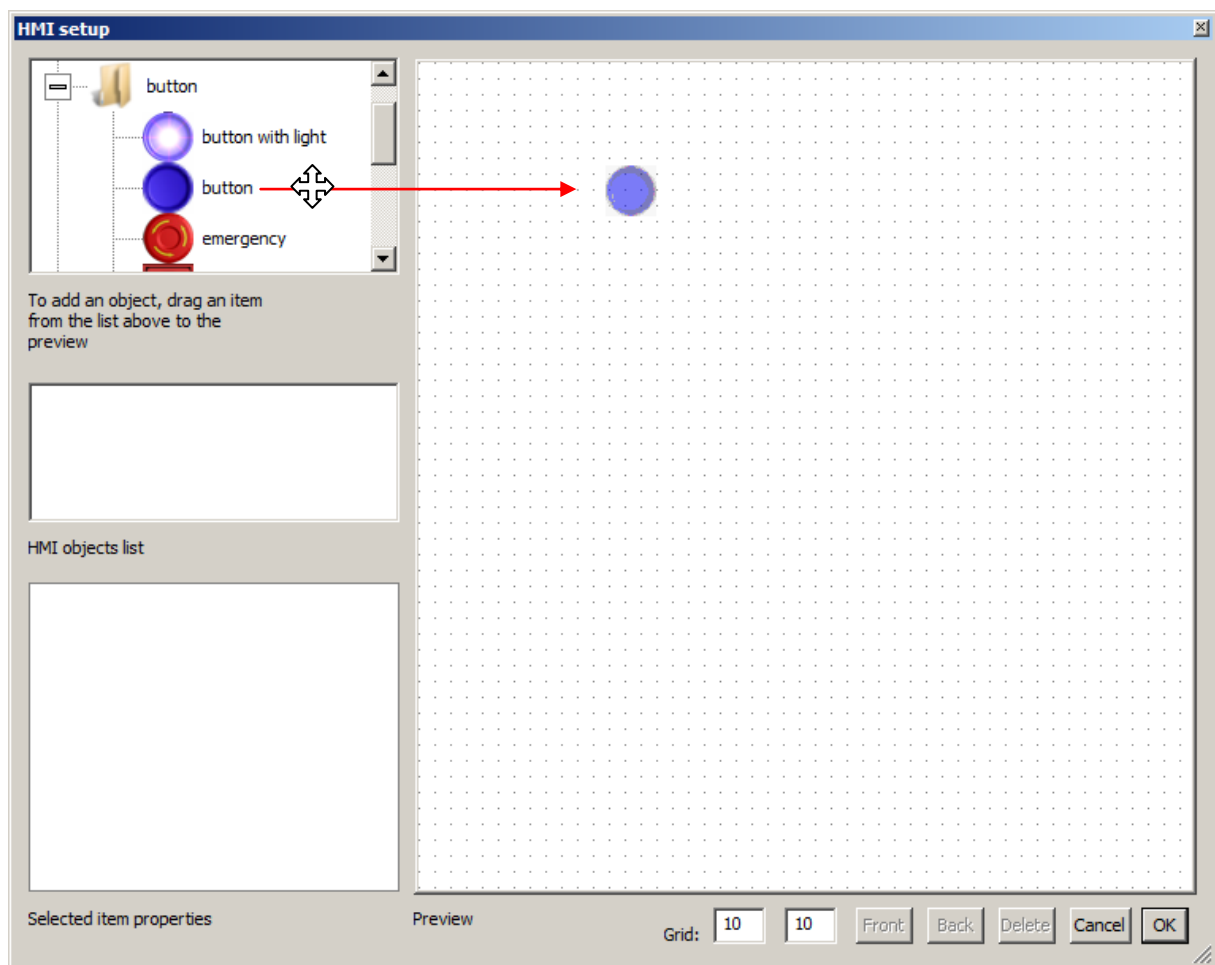 HMI setup
button
button with light
button
emergency
To add an object, drag an item
from the list above to the
preview
HMI objects list
Selected item properties
Preview
Grid:
10
10
Front
Back
Delete
Cancel
OK